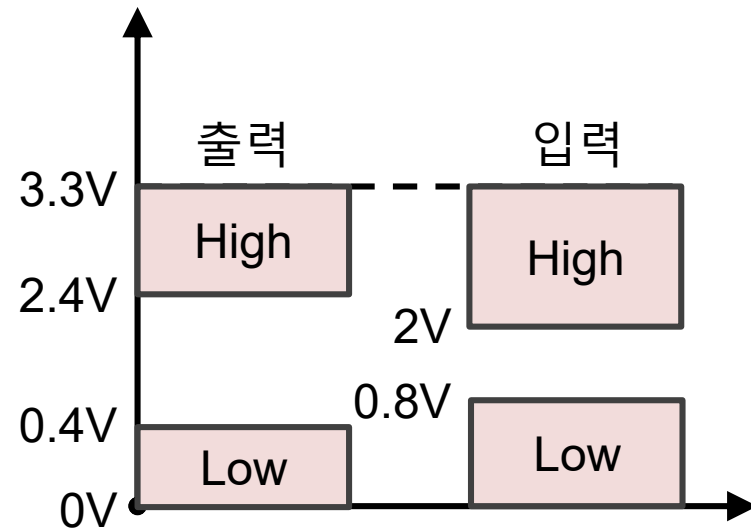 출력
입력
3.3V
High
High
2.4V
2V
0.8V
0.4V
Low
Low
0V